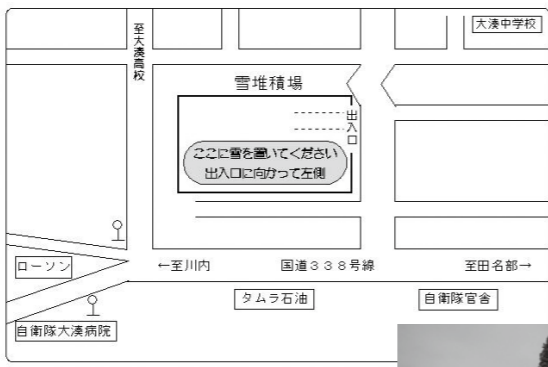 大湊中学校
至大湊高校
雪堆積場
出入口
ここに雪を置いてください
出入口に向かって左側
ローソン
←至川内
国道３３８号線
至田名部→
タムラ石油
自衛隊官舎
自衛隊大湊病院